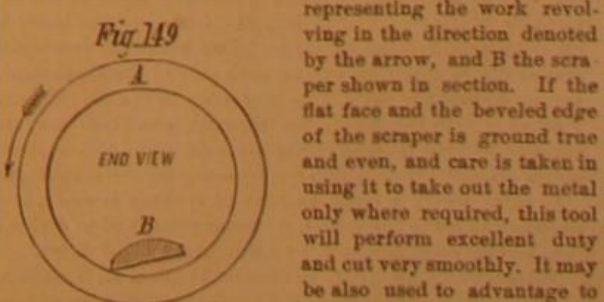 Fig. 149
A
END VIEW
B
representing the work revol-
ving in the direction denoted
by the arrow, and B the scra-
per shown in section. If the
flat face and the beveled edge
of the scraper is ground true
and even, and care is taken in
using it to take out the metal
only where required, this tool
will perform excellent duty
and cut very smoothly. It may
be also used to advantage to